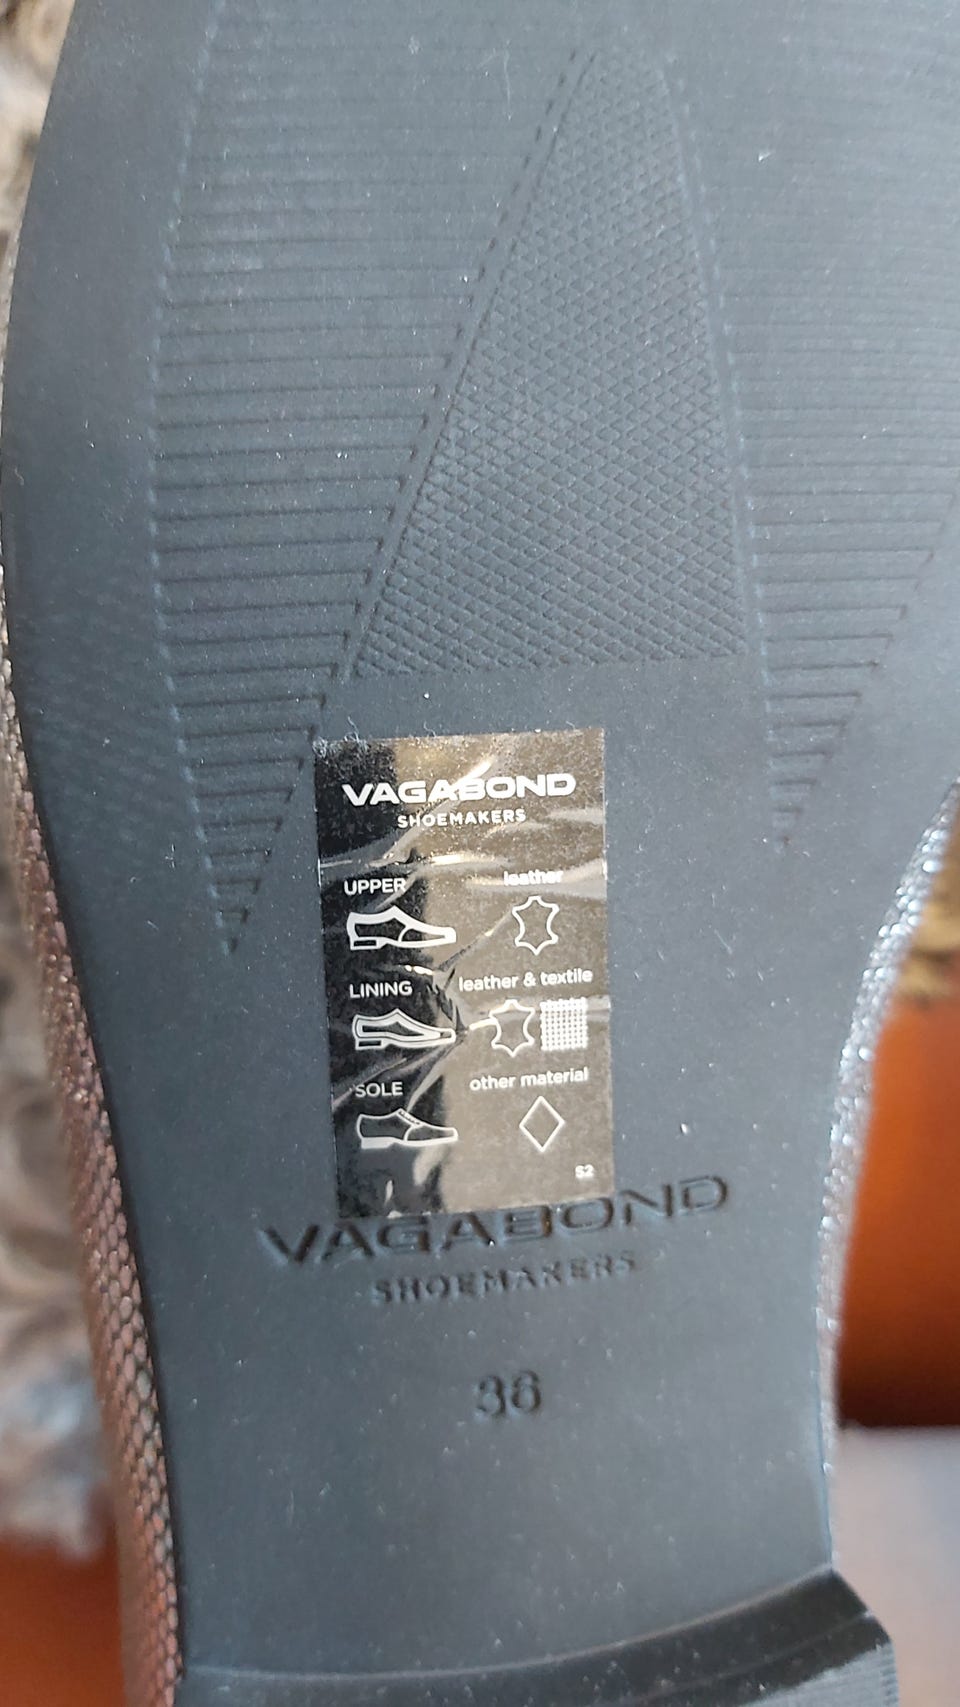 VAGABOND
SHOEMAKERS
UPPER
leather
LINING
leather & textile
SOLE
other material
S2
VAGABOND
SHOEMAKERS
36